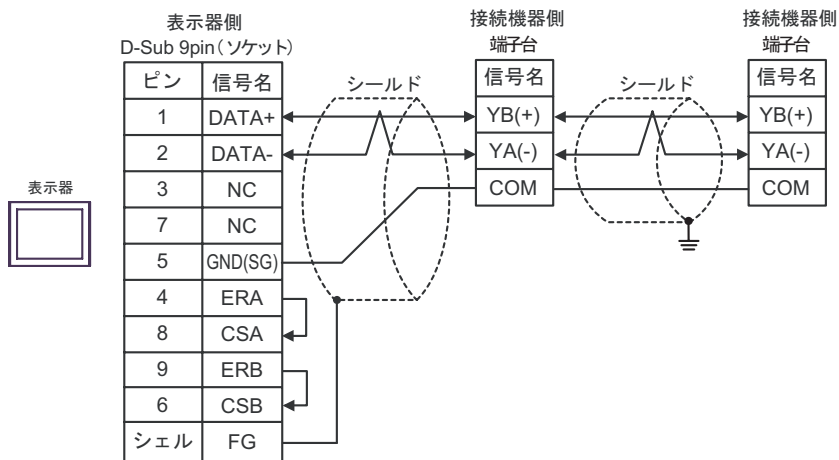 表示器側
D-Sub 9pin(ソケット)
接続機器側
端子台
接続機器側
端子台
ピン 信号名 シールド 信号名 シールド 信号名
1 DATA+ YB(+) YB(+)
2 DATA- YA(-) YA(-)
3 NC COM COM
表示器
7 NC
5 GND(SG)
4 ERA
8 CSA
9 ERB
6 CSB
シェル FG